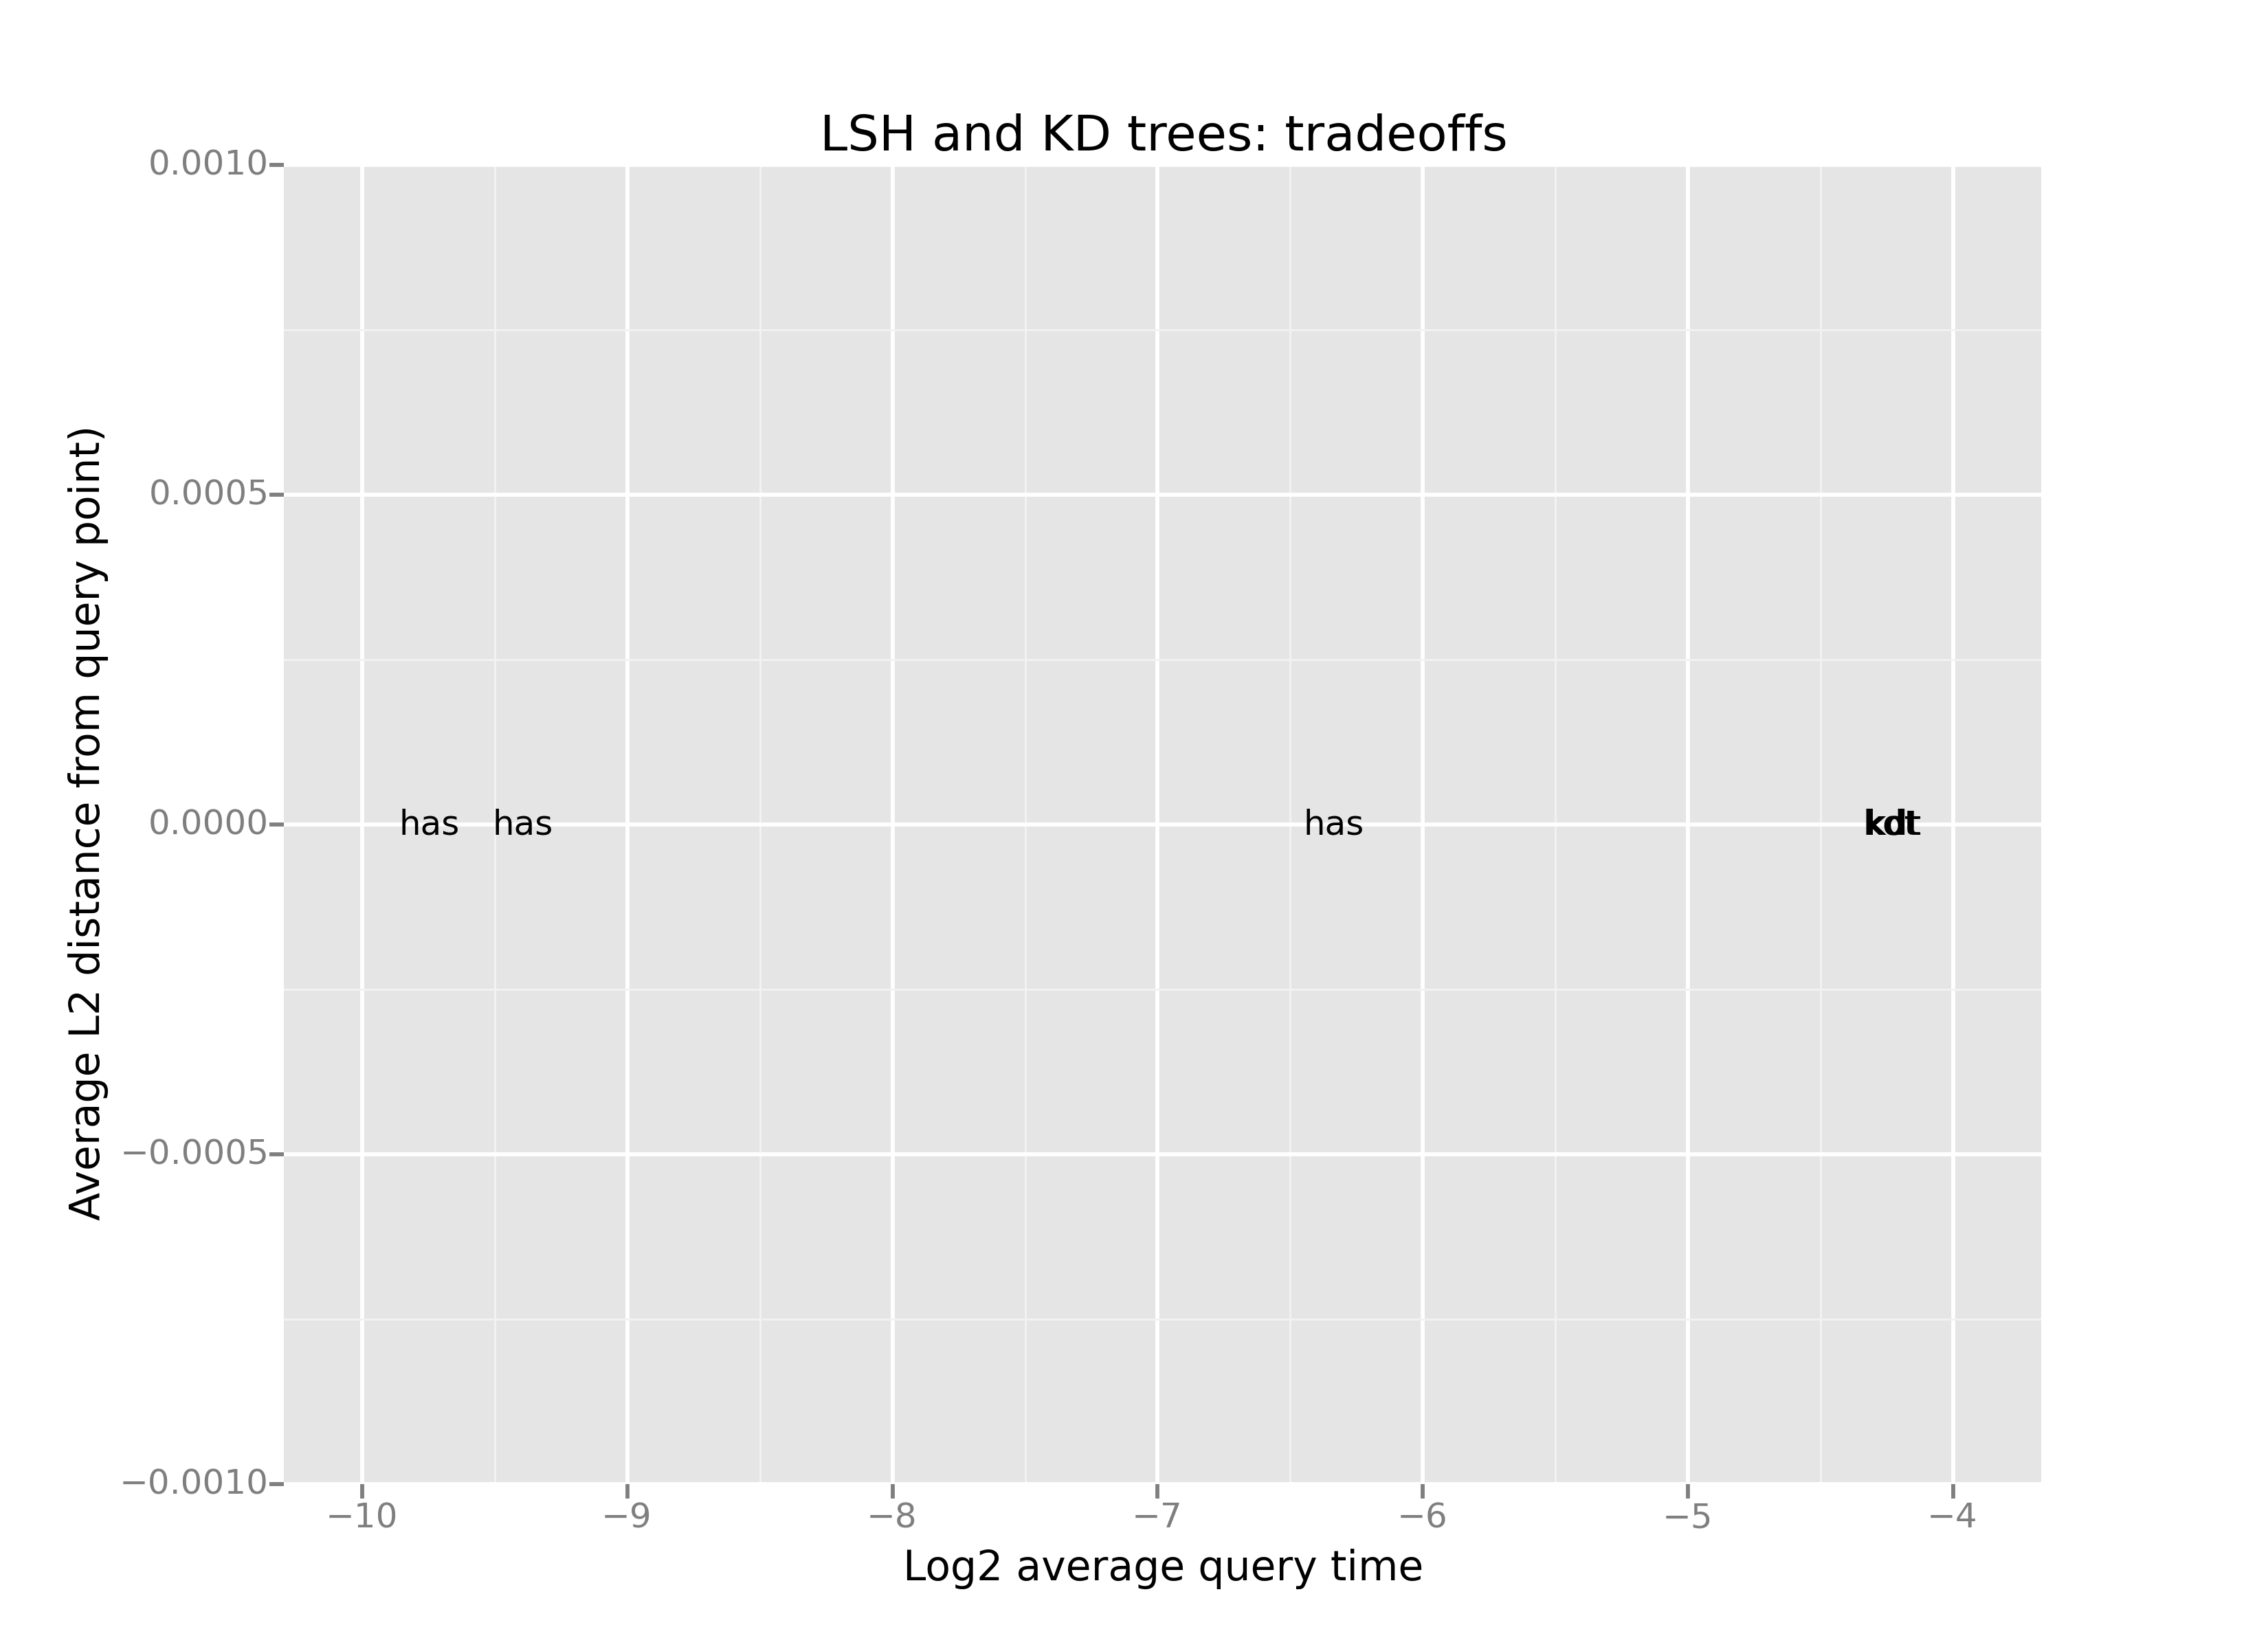 LSH and KD trees: tradeoffs
0.0010
0.0005
0.0000
−0.0005
−0.0010
Average L2 distance from query point)
has has has kdt
−10 −9 −8 −7 −6 −5 −4
Log2 average query time